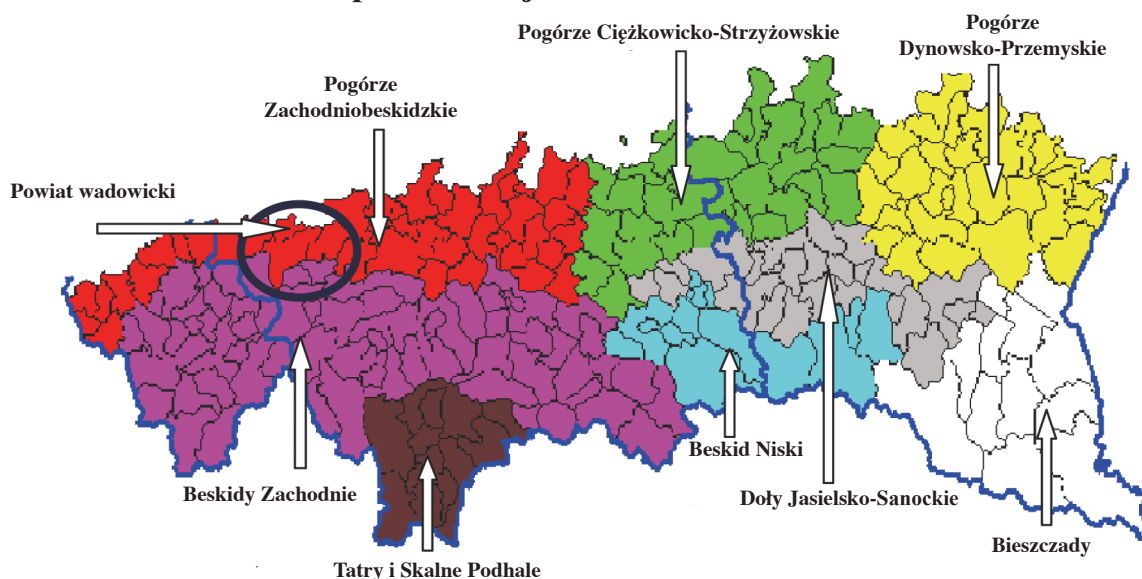 Pogórze Ciężkowicko-Strzyżowskie
Pogórze
Dynowsko-Przemyskie
Pogórze
Zachodniobeskidzkie
Powiat wadowicki
Beskid Niski
Beskidy Zachodnie
Doły Jasielsko-Sanockie
Bieszczady
Tatry i Skalne Podhale